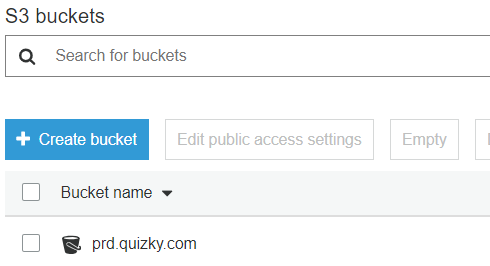 S3 buckets
Search for buckets
+ Create bucket Edit public access settings Empty
Bucket name
prd.quizky.com